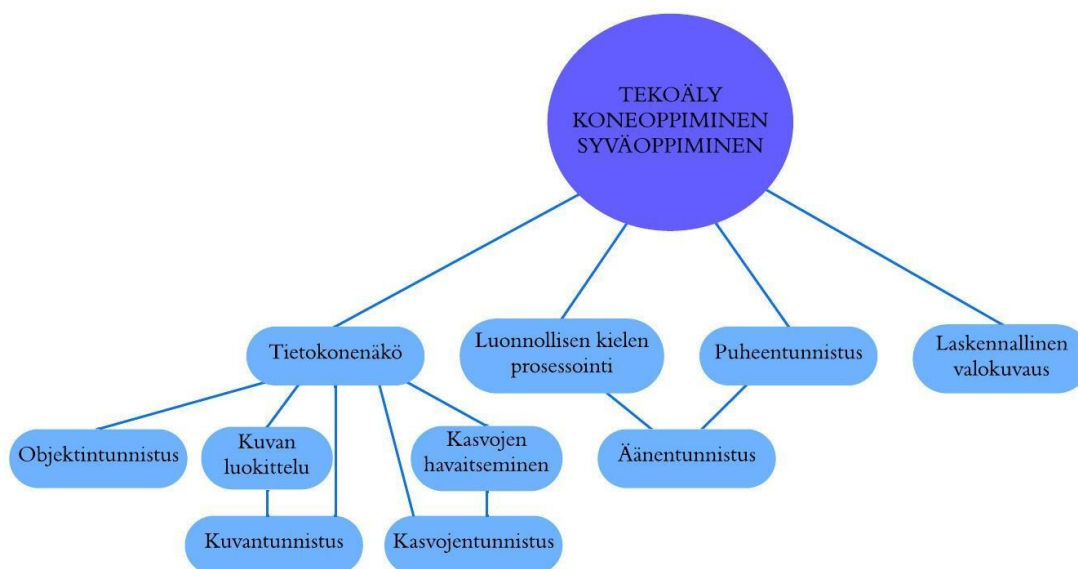 TEKOÄLY
KONEOPPIMINEN
SYVÄOPPIMINEN
Tietokonenäkö
Luonnollisen kielen
prosessointi
Puheentunnistus
Laskennallinen
valokuvaus
Objektintunnistus
Kuvan
luokittelu
Kasvojen
havaitseminen
Äänentunnistus
Kuvantunnistus
Kasvojentunnistus